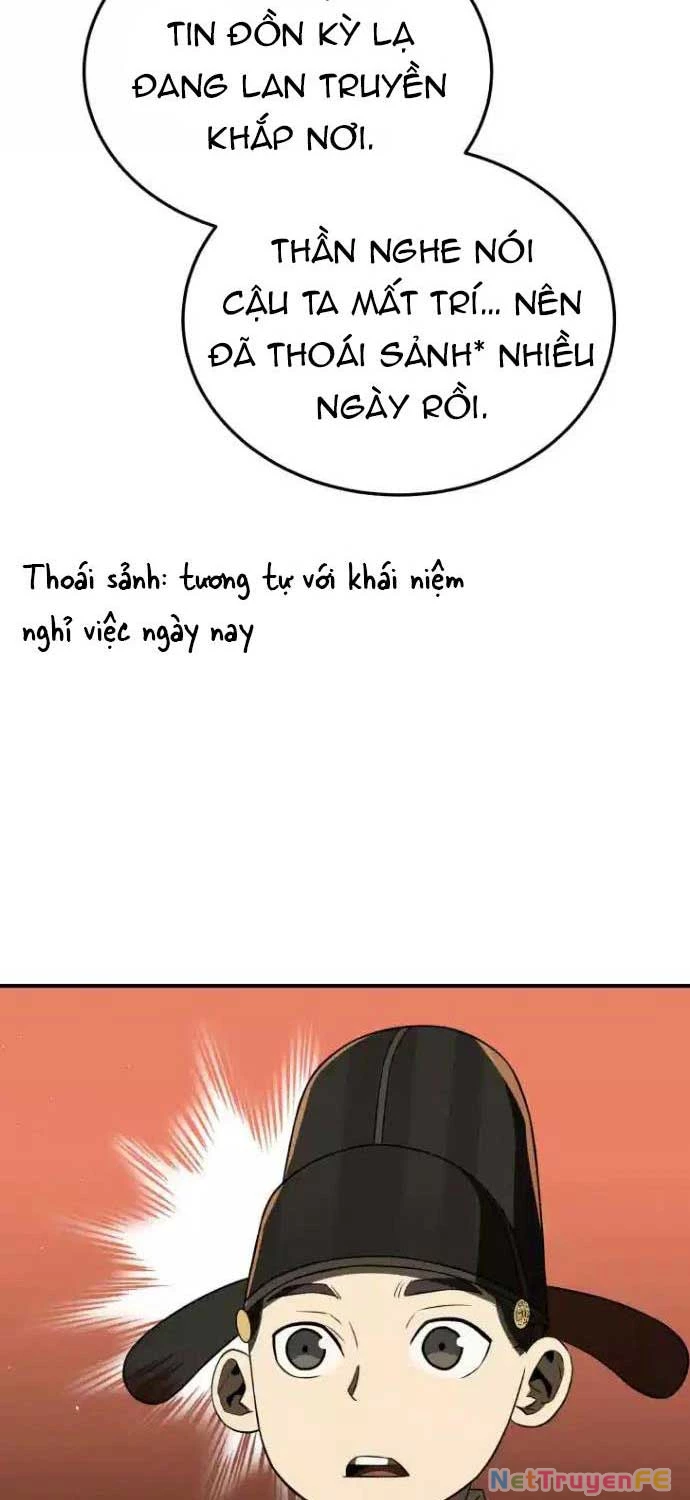 TIN ĐỒN KỲ LẠ
ĐANG LAN TRUYỀN
KHẮP NƠI.
THẦN NGHE NÓI
CẬU TA MẤT TRÍ... NÊN
ĐÃ THOÁI SẢNH* NHIỀU
NGÀY RỒI.
Thoái sảnh: tương tự với khái niệm
nghỉ việc ngày nay
NETTRUYENFE